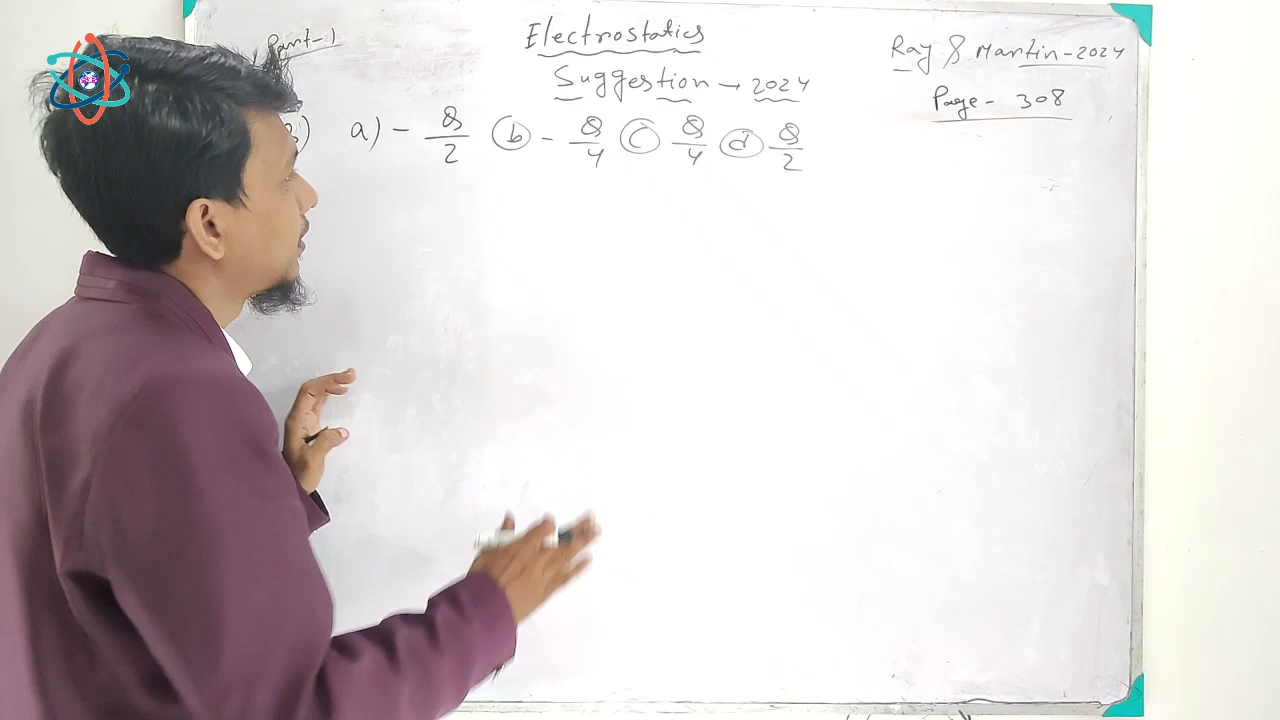 Part-1
Electrostatics
Suggestion → 2024
Ray & Martin-2024
Page - 308
a) - Q/2 (b) - Q/4 (c) Q/4 (d) Q/2